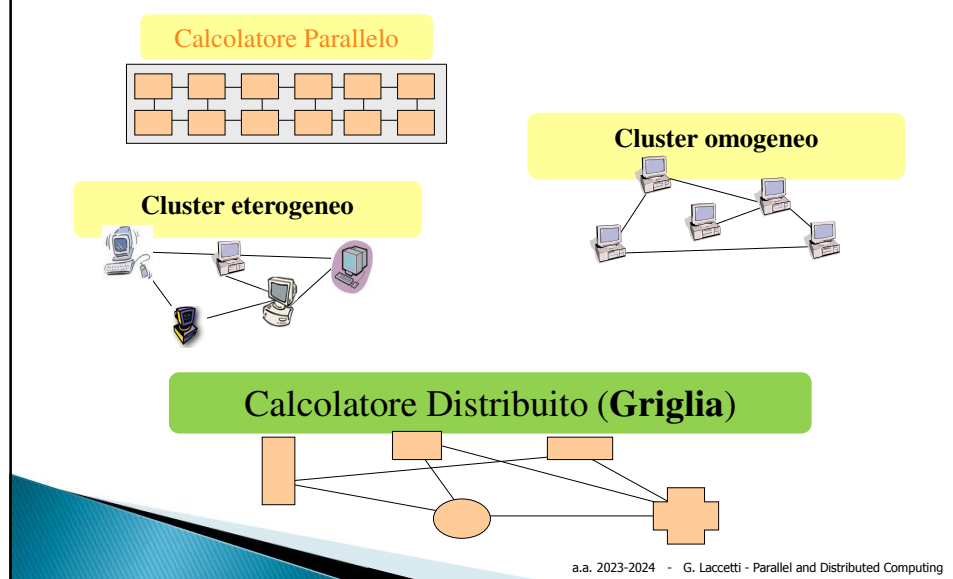 Calcolatore Parallelo
Cluster omogeneo
Cluster eterogeneo
Calcolatore Distribuito (Griglia)
a.a. 2023-2024 - G. Laccetti - Parallel and Distributed Computing